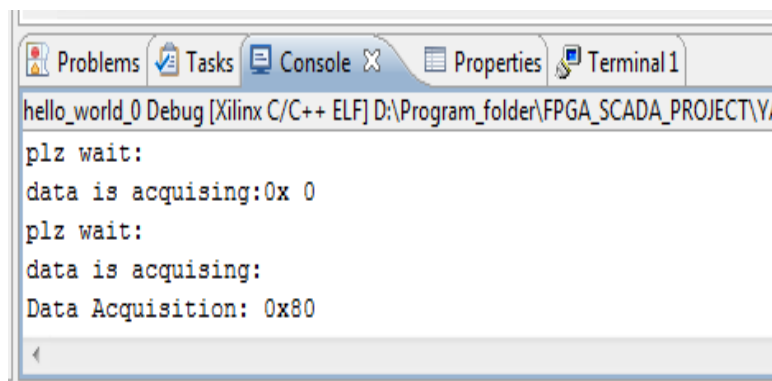 Problems Tasks Console Properties Terminal 1
hello_world_0 Debug [Xilinx C/C++ ELF] D:\Program_folder\FPGA_SCADA_PROJECT\YA
plz wait:
data is acquising:0x 0
plz wait:
data is acquising:
Data Acquisition: 0x80